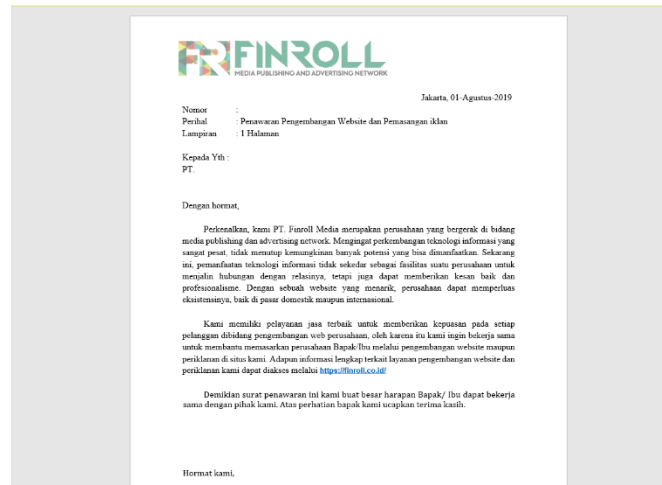 FR FINROLL
MEDIA PUBLISHING AND ADVERTISING NETWORK
Jakarta, 01-Agustus-2019
Nomor :
Perihal : Penawaran Pengembangan Website dan Pemasangan iklan
Lampiran : 1 Halaman
Kepada Yth :
PT.
Dengan hormat,
Perkenalkan, kami PT. Finroll Media merupakan perusahaan yang bergerak di bidang
media publishing dan advertising network. Mengingat perkembangan teknologi informasi yang
sangat pesat, tidak menutup kemungkinan banyak potensi yang bisa dimanfaatkan. Sekarang
ini, pemanfaatan teknologi informasi tidak sekedar sebagai fasilitas suatu perusahaan untuk
menjalin hubungan dengan relasinya, tetapi juga dapat memberikan kesan baik dan
profesionalisme. Dengan sebuah website yang menarik, perusahaan dapat memperluas
eksistensinya, baik di pasar domestik maupun internasional.
Kami memiliki pelayanan jasa terbaik untuk memberikan kepuasan pada setiap
pelanggan dibidang pengembangan web perusahaan, oleh karena itu kami ingin bekerja sama
untuk membantu memasarkan perusahaan Bapak/Ibu melalui pengembangan website maupun
periklanan di situs kami. Adapun informasi lengkap terkait layanan pengembangan website dan
periklanan kami dapat diakses melalui https://finroll.co.id/
Demikian surat penawaran ini kami buat besar harapan Bapak/ Ibu dapat bekerja
sama dengan pihak kami. Atas perhatian bapak kami ucapkan terima kasih.
Hormat kami,